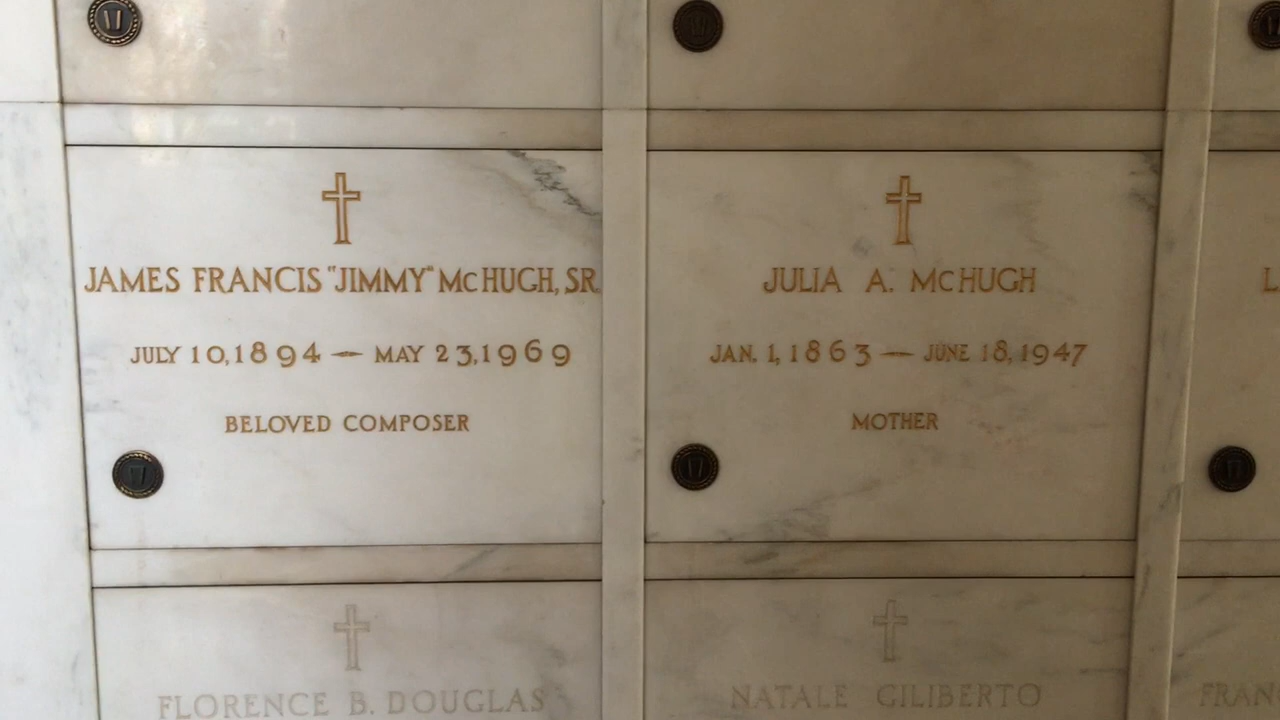 JAMES FRANCIS "JIMMY" McHUGH, SR.
JULY 10, 1894 — MAY 23, 1969
BELOVED COMPOSER
JULIA A. McHUGH
JAN. 1, 1863 — JUNE 18, 1947
MOTHER
FLORENCE B. DOUGLAS
NATALE GILIBERTO